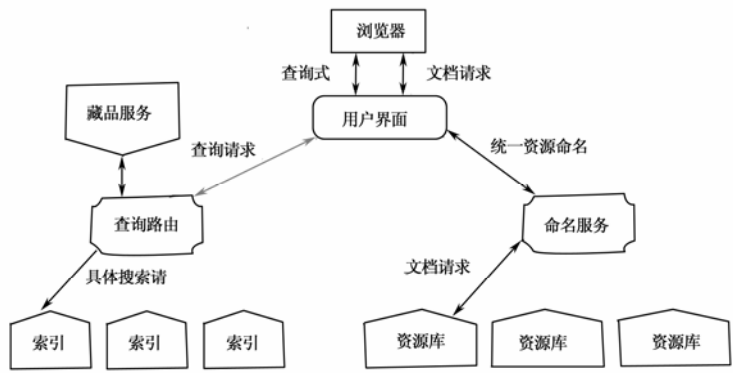 浏览器
查询式
文档请求
用户界面
藏品服务
查询请求
统一资源命名
查询路由
命名服务
具体搜索请
文档请求
索引
索引
索引
资源库
资源库
资源库